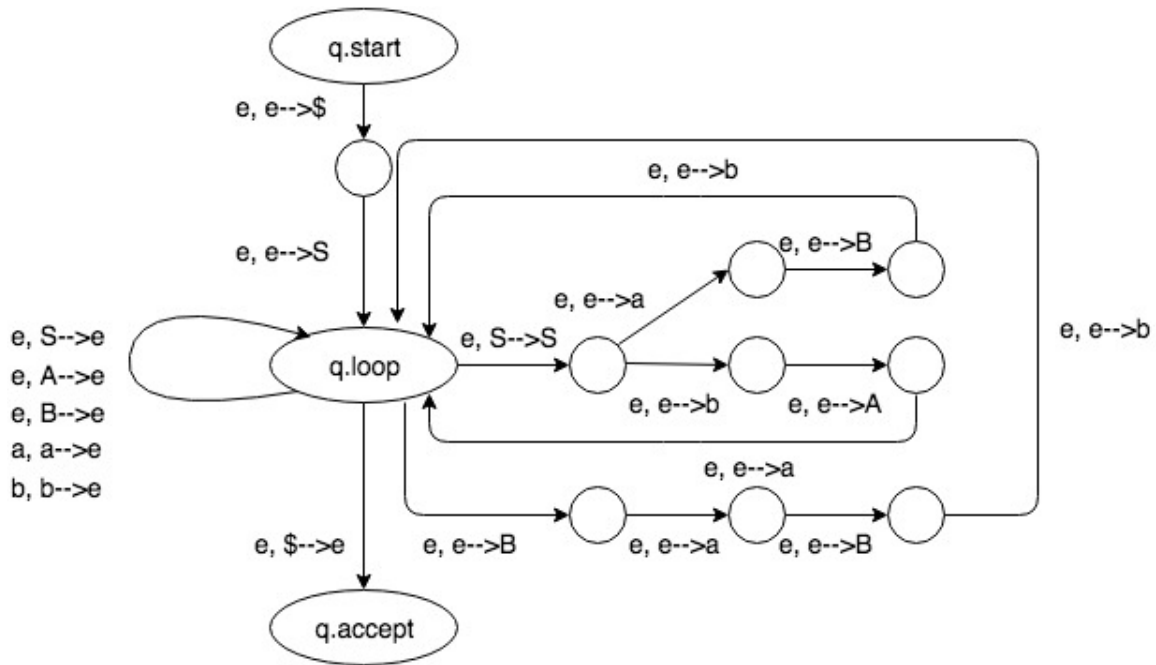 q.start
e, e-->$
e, e-->b
e, e-->S
e, e-->B
e, e-->a
e, S-->S
e, e-->b
e, S-->e
q.loop
e, A-->e
e, e-->b
e, e-->A
e, B-->e
a, a-->e
e, e-->a
b, b-->e
e, $-->e
e, e-->B
e, e-->a
e, e-->B
q.accept